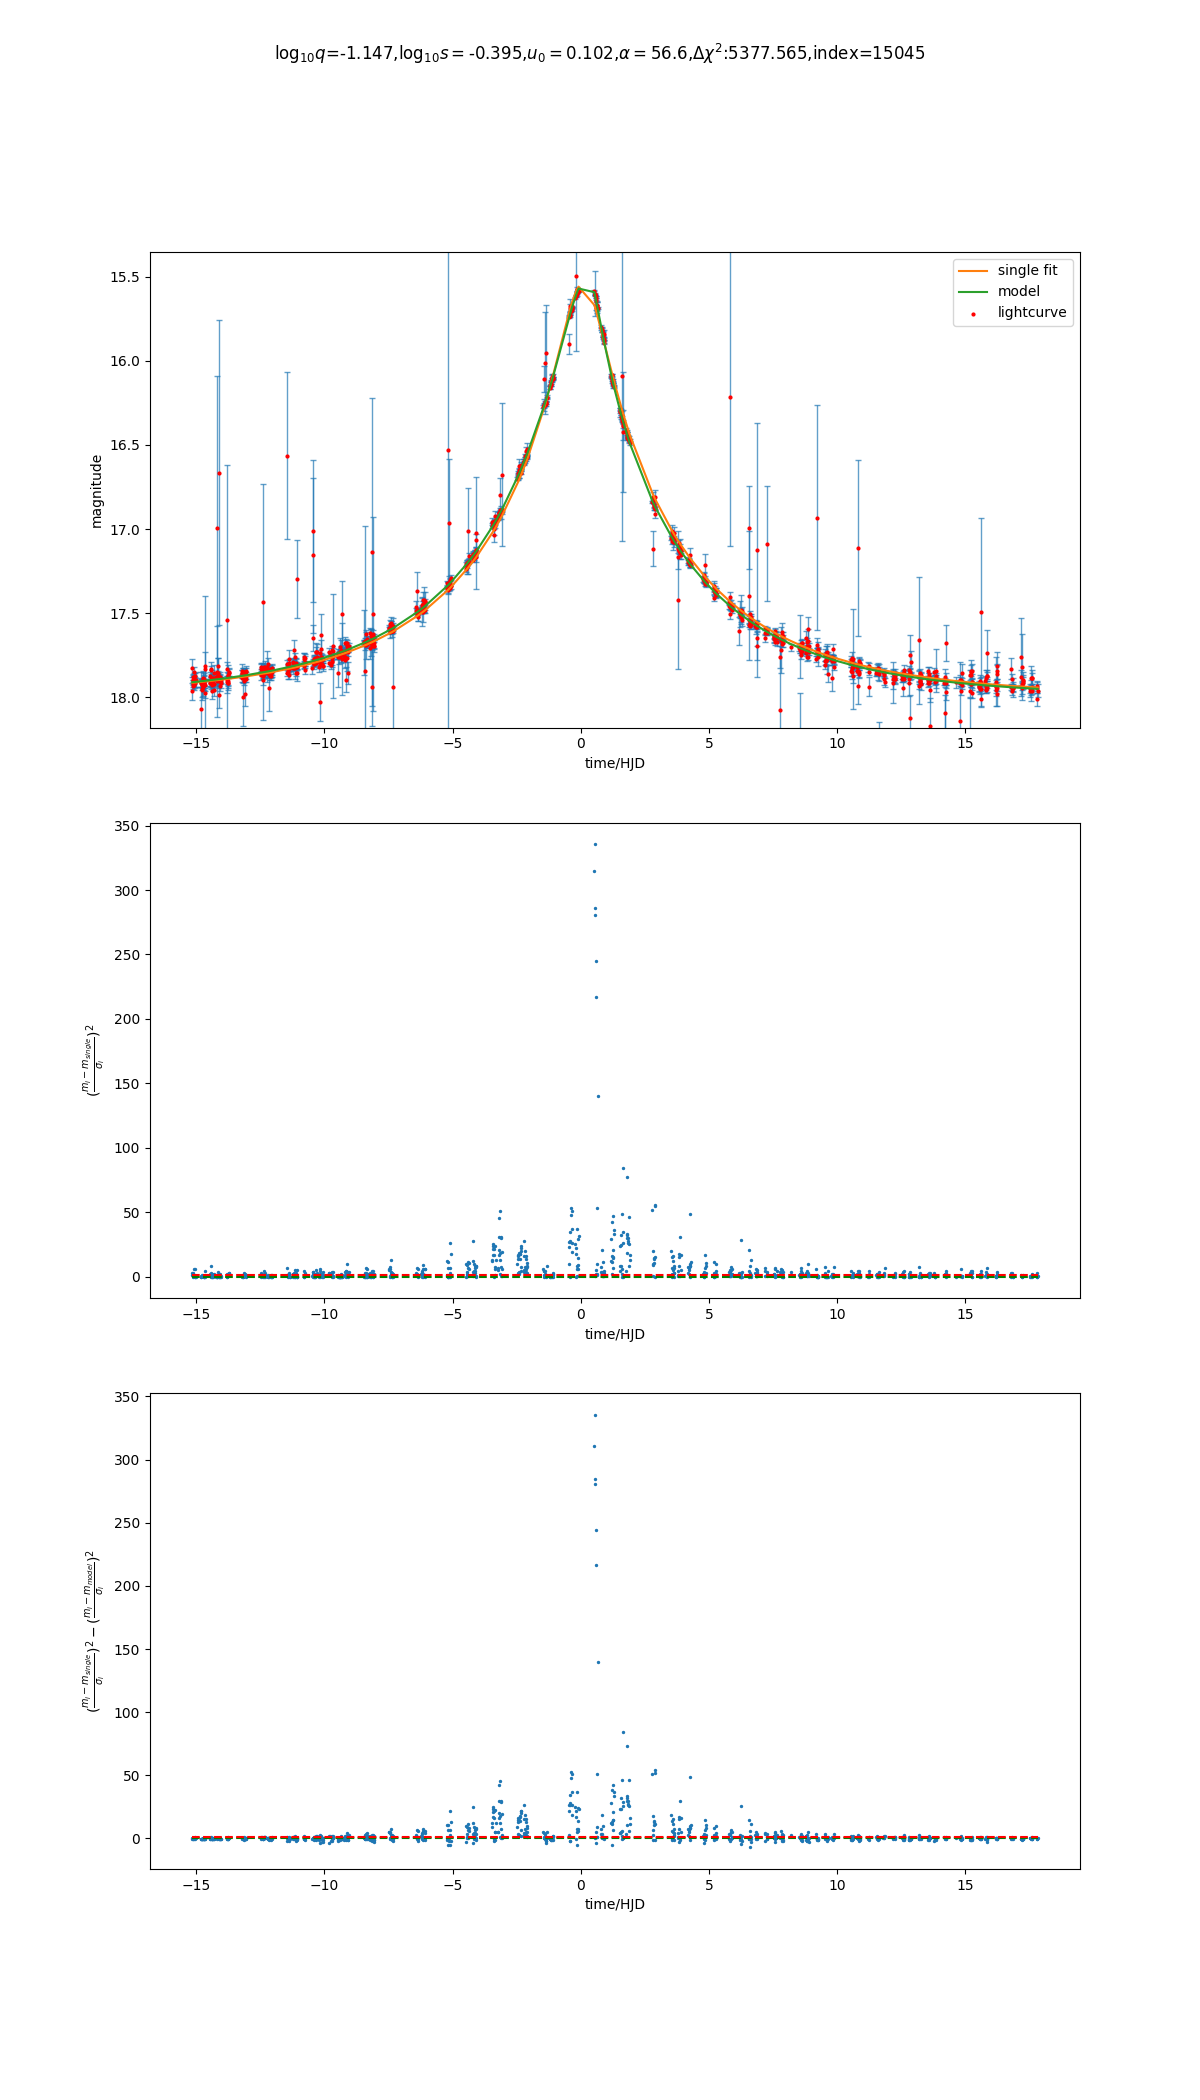 log₁₀q=-1.147,log₁₀s = -0.395,u₀ = 0.102,α = 56.6,Δχ²:5377.565,index=15045
single fit
model
lightcurve
15.5
16.0
16.5
17.0
17.5
18.0
magnitude
−15 −10 −5 0 5 10 15
time/HJD
350
300
250
200
150
100
50
0
(mᵢ − m_single / σᵢ)²
−15 −10 −5 0 5 10 15
time/HJD
350
300
250
200
150
100
50
0
(mᵢ − m_single / σᵢ)² − (mᵢ − m_model / σᵢ)²
−15 −10 −5 0 5 10 15
time/HJD